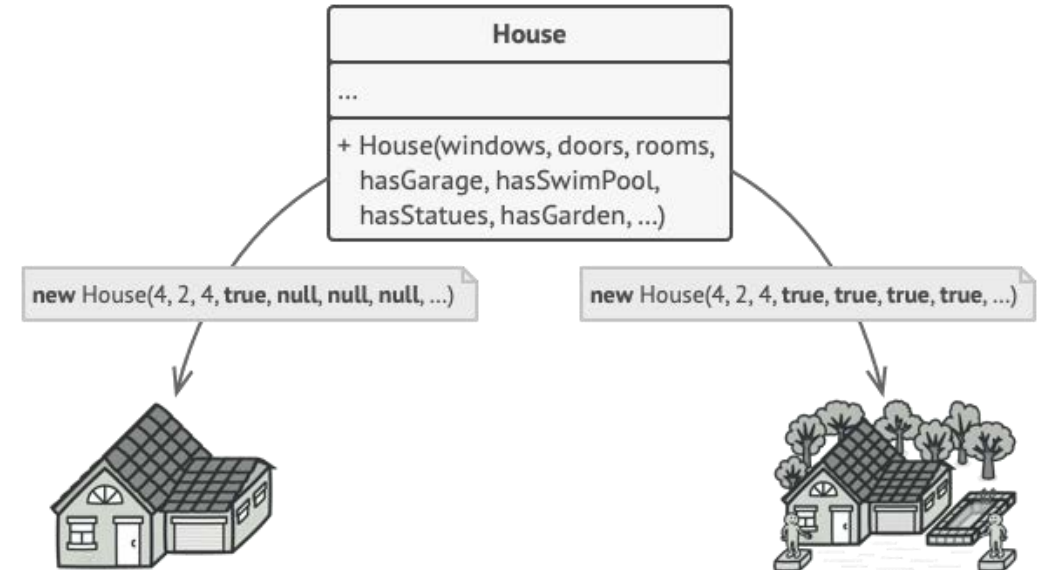 House
...
+ House(windows, doors, rooms,
hasGarage, hasSwimPool,
hasStatues, hasGarden, ...)
new House(4, 2, 4, true, null, null, null, ...)
new House(4, 2, 4, true, true, true, true, ...)